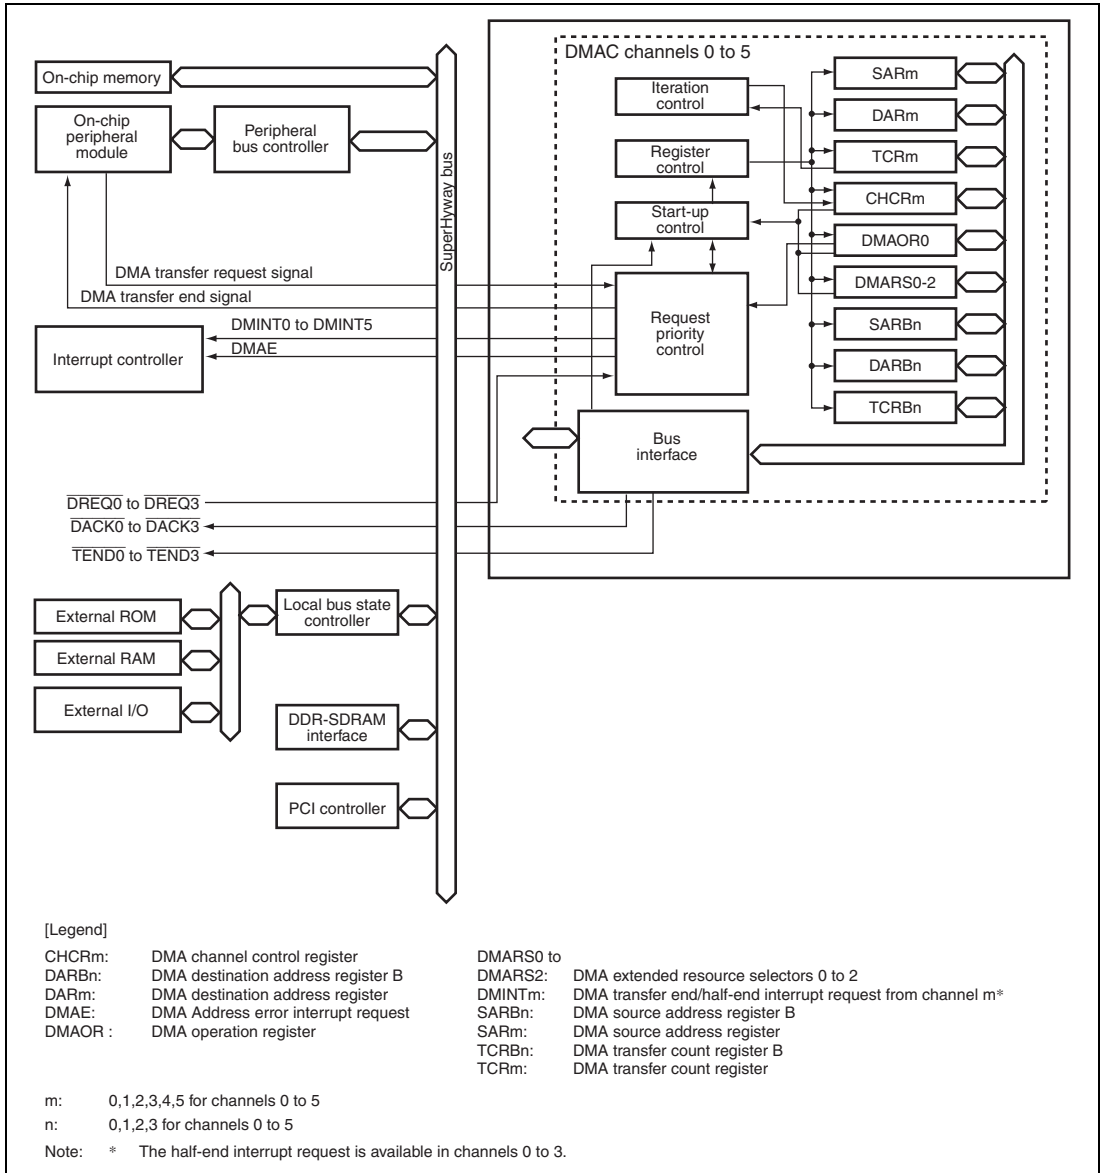 DMAC channels 0 to 5
On-chip memory
On-chip
peripheral
module
Peripheral
bus controller
SuperHyway bus
Iteration
control
Register
control
Start-up
control
Request
priority
control
Bus
interface
SARm
DARm
TCRm
CHCRm
DMAOR0
DMARS0-2
SARBn
DARBn
TCRBn
DMA transfer request signal
DMA transfer end signal
DMINT0 to DMINT5
DMAE
Interrupt controller
DREQ0 to DREQ3
DACK0 to DACK3
TEND0 to TEND3
External ROM
External RAM
External I/O
Local bus state
controller
DDR-SDRAM
interface
PCI controller
[Legend]
CHCRm: DMA channel control register
DARBn: DMA destination address register B
DARm: DMA destination address register
DMAE: DMA Address error interrupt request
DMAOR : DMA operation register
DMARS0 to
DMARS2: DMA extended resource selectors 0 to 2
DMINTm: DMA transfer end/half-end interrupt request from channel m*
SARBn: DMA source address register B
SARm: DMA source address register
TCRBn: DMA transfer count register B
TCRm: DMA transfer count register
m: 0,1,2,3,4,5 for channels 0 to 5
n: 0,1,2,3 for channels 0 to 5
Note: * The half-end interrupt request is available in channels 0 to 3.